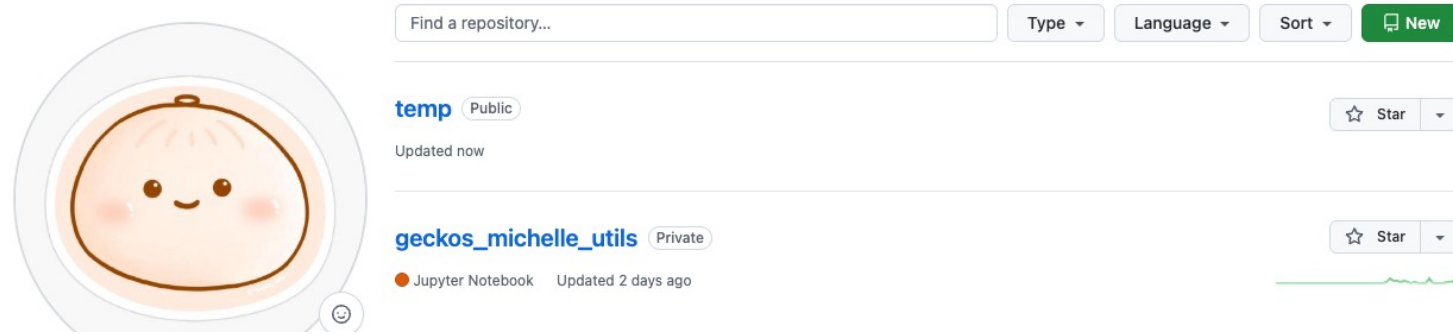 Find a repository...
Type
Language
Sort
New
temp Public
Star
Updated now
geckos_michelle_utils Private
Star
Jupyter Notebook Updated 2 days ago